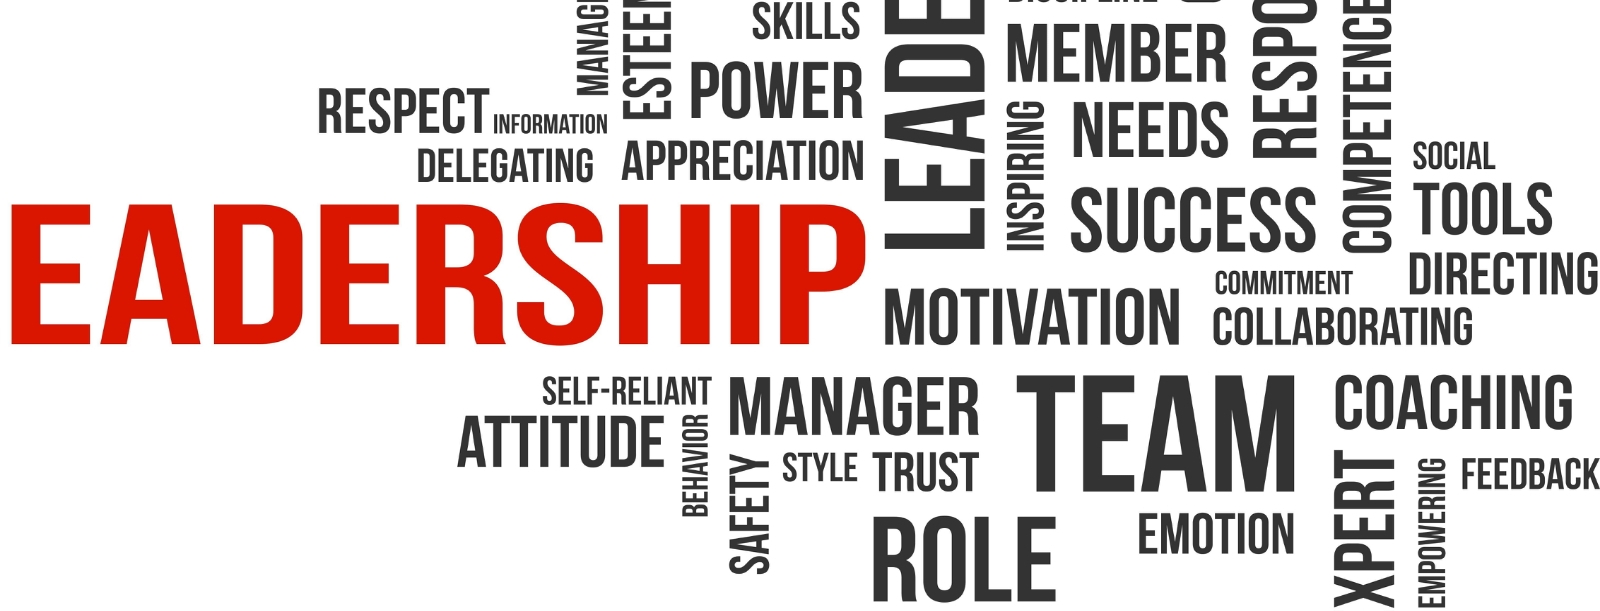 MANAG
ESTEEM
SKILLS
POWER
RESPECT
INFORMATION
DELEGATING
APPRECIATION
EADERSHIP
LEADE
DISCIPLINE
MEMBER
INSPIRING
NEEDS
SUCCESS
RESPO
COMPETENCE
SOCIAL
TOOLS
DIRECTING
COMMITMENT
MOTIVATION
COLLABORATING
SELF-RELIANT
ATTITUDE
BEHAVIOR
MANAGER
SAFETY
STYLE
TRUST
ROLE
TEAM
EMOTION
COACHING
XPERT
EMPOWERING
FEEDBACK